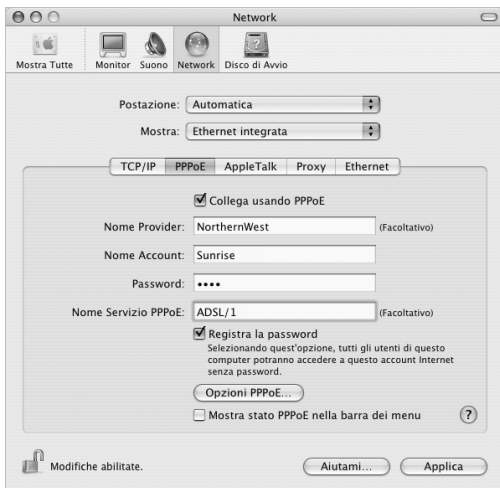 Network
Mostra Tutte
Monitor Suono Network Disco di Avvio
Postazione: Automatica
Mostra: Ethernet integrata
TCP/IP PPPoE AppleTalk Proxy Ethernet
Collega usando PPPoE
Nome Provider: NorthernWest (Facoltativo)
Nome Account: Sunrise
Password: ••••
Nome Servizio PPPoE: ADSL/1 (Facoltativo)
Registra la password
Selezionando quest'opzione, tutti gli utenti di questo
computer potranno accedere a questo account Internet
senza password.
Opzioni PPPoE...
Mostra stato PPPoE nella barra dei menu ?
Modifiche abilitate. Aiutami... Applica